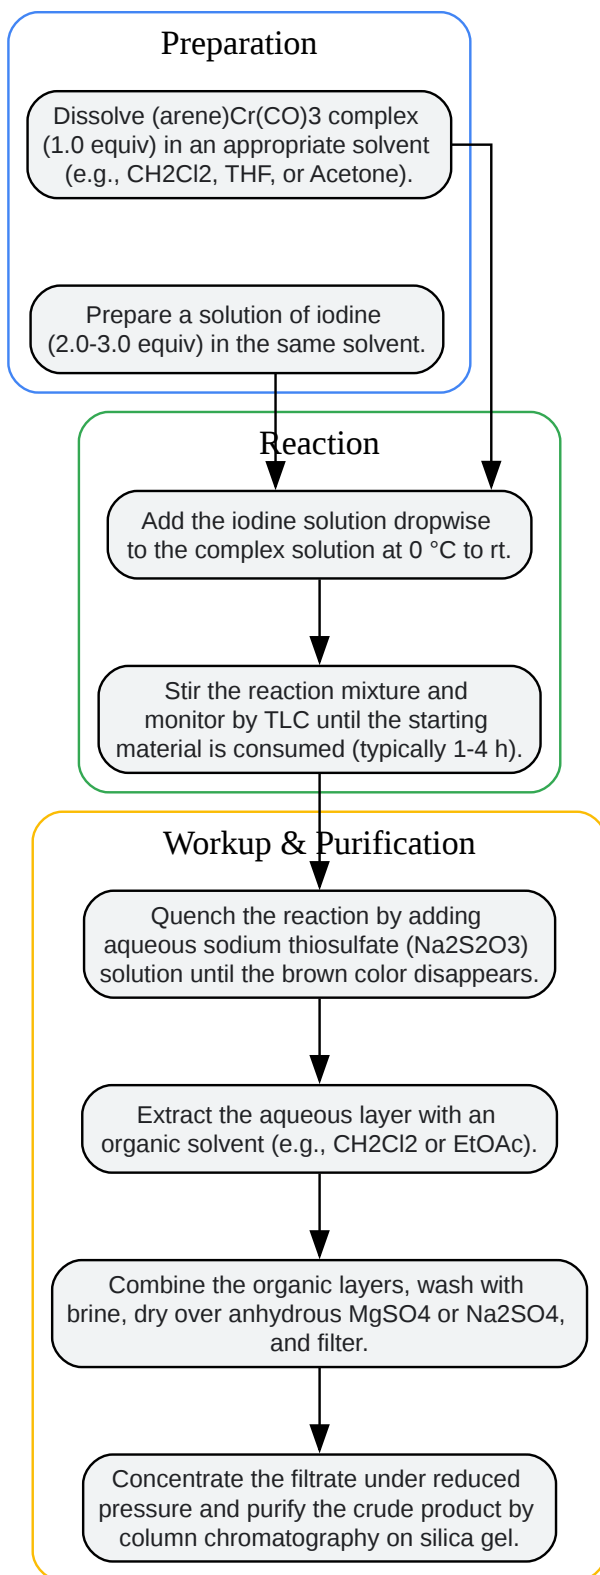 Preparation
Dissolve (arene)Cr(CO)3 complex
(1.0 equiv) in an appropriate solvent
(e.g., CH2Cl2, THF, or Acetone).
Prepare a solution of iodine
(2.0-3.0 equiv) in the same solvent.
Reaction
Add the iodine solution dropwise
to the complex solution at 0 °C to rt.
Stir the reaction mixture and
monitor by TLC until the starting
material is consumed (typically 1-4 h).
Workup & Purification
Quench the reaction by adding
aqueous sodium thiosulfate (Na2S2O3)
solution until the brown color disappears.
Extract the aqueous layer with an
organic solvent (e.g., CH2Cl2 or EtOAc).
Combine the organic layers, wash with
brine, dry over anhydrous MgSO4 or Na2SO4,
and filter.
Concentrate the filtrate under reduced
pressure and purify the crude product by
column chromatography on silica gel.